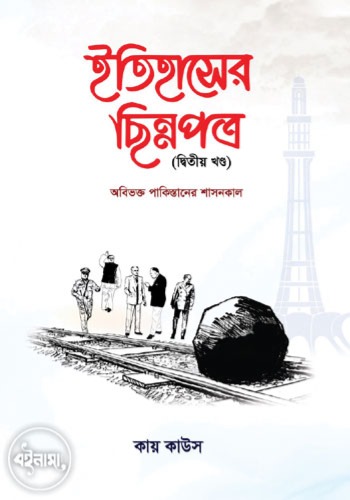 ইতিহাসের
ছিন্নপত্র
(দ্বিতীয় খণ্ড)
অবিভক্ত পাকিস্তানের শাসনকাল
কায় কাউস
বইনামা